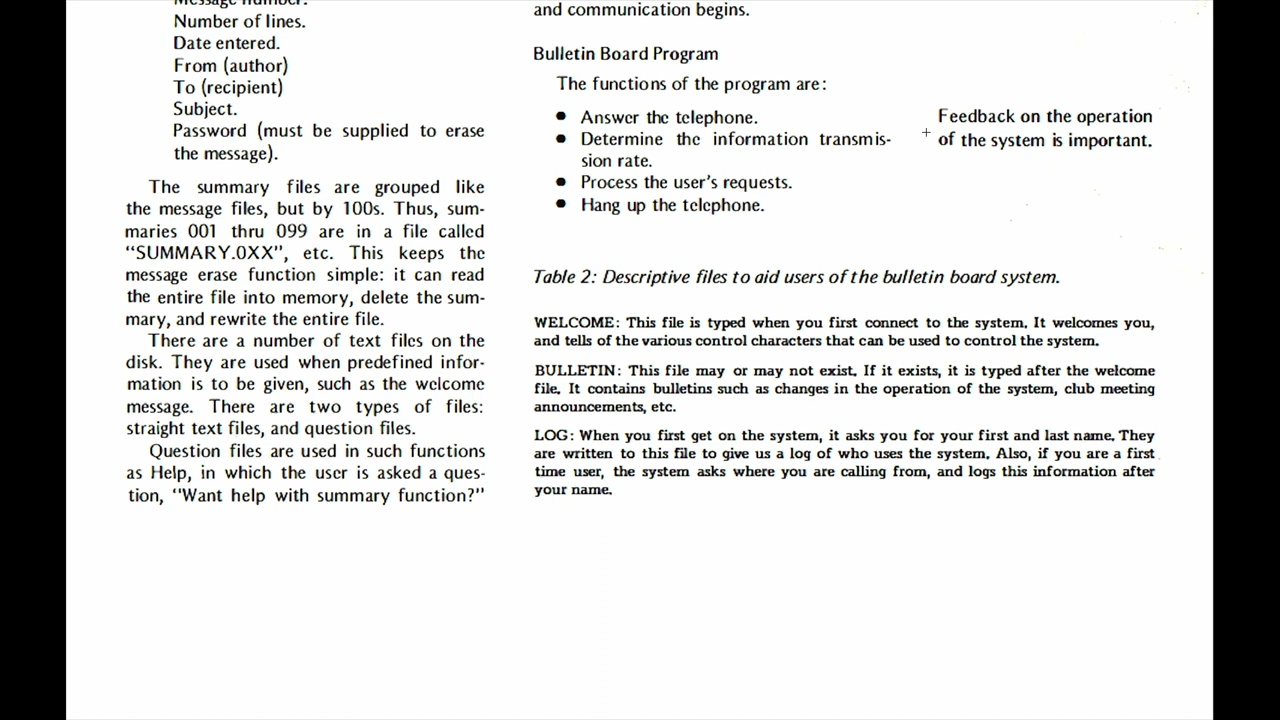 Message number.
Number of lines.
Date entered.
From (author)
To (recipient)
Subject.
Password (must be supplied to erase
the message).
The summary files are grouped like
the message files, but by 100s. Thus, sum-
maries 001 thru 099 are in a file called
“SUMMARY.0XX”, etc. This keeps the
message erase function simple: it can read
the entire file into memory, delete the sum-
mary, and rewrite the entire file.
There are a number of text files on the
disk. They are used when predefined infor-
mation is to be given, such as the welcome
message. There are two types of files:
straight text files, and question files.
Question files are used in such functions
as Help, in which the user is asked a ques-
tion, “Want help with summary function?”
and communication begins.
Bulletin Board Program
The functions of the program are:
● Answer the telephone.
● Determine the information transmis-
sion rate.
● Process the user’s requests.
● Hang up the telephone.
Feedback on the operation
of the system is important.
Table 2: Descriptive files to aid users of the bulletin board system.
WELCOME: This file is typed when you first connect to the system. It welcomes you,
and tells of the various control characters that can be used to control the system.
BULLETIN: This file may or may not exist. If it exists, it is typed after the welcome
file. It contains bulletins such as changes in the operation of the system, club meeting
announcements, etc.
LOG: When you first get on the system, it asks you for your first and last name. They
are written to this file to give us a log of who uses the system. Also, if you are a first
time user, the system asks where you are calling from, and logs this information after
your name.